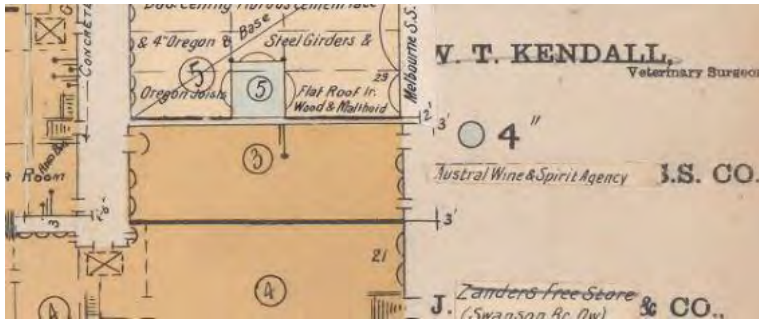 & 4" Oregon & Base Steel Girders &
CONCRETE
5
5
29
Oregon Joists
Flat Roof Ir.
Wood & Malthoid
Melbourne S.S.
W. T. KENDALL,
Veterinary Surgeon
2'
3'
4"
3
Austral Wine & Spirit Agency
S.S. CO.
Room
3
3'
21
4
4
J. Zanders Free Store & CO.,
(Swanson Bc Ow)